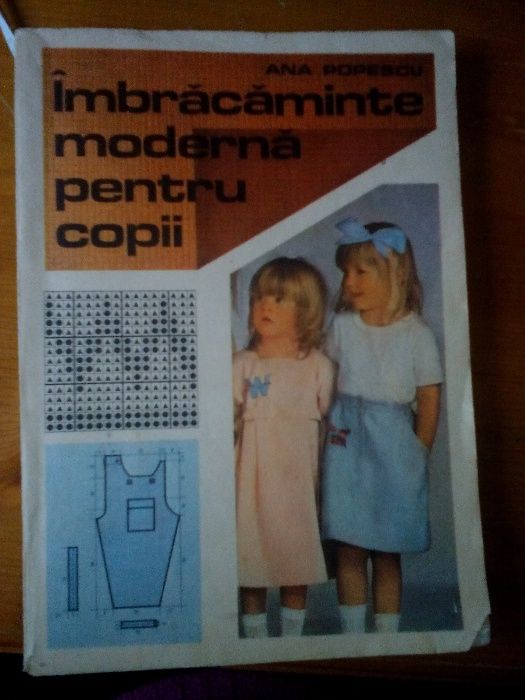 ANA POPESCU
Îmbrăcăminte
modernă
pentru
copii